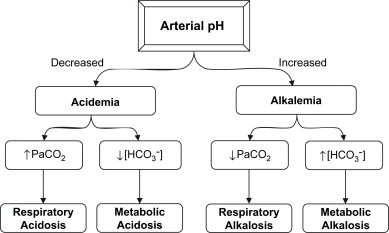 Arterial pH
Decreased
Increased
Acidemia
Alkalemia
↑PaCO₂
↓[HCO₃⁻]
↓PaCO₂
↑[HCO₃⁻]
Respiratory
Acidosis
Metabolic
Acidosis
Respiratory
Alkalosis
Metabolic
Alkalosis